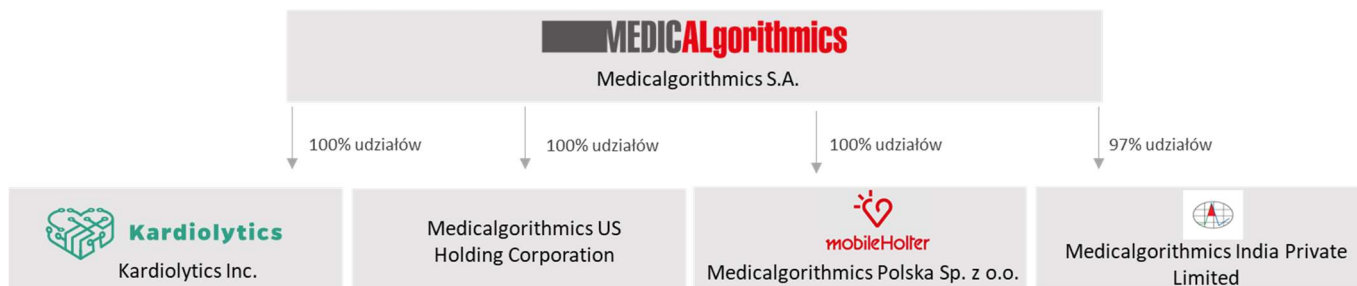 MEDICALgorithmics
Medicalgorithmics S.A.
100% udziałów
100% udziałów
100% udziałów
97% udziałów
Kardiolytics
Kardiolytics Inc.
Medicalgorithmics US
Holding Corporation
mobileHolter
Medicalgorithmics Polska Sp. z o.o.
Medicalgorithmics India Private
Limited